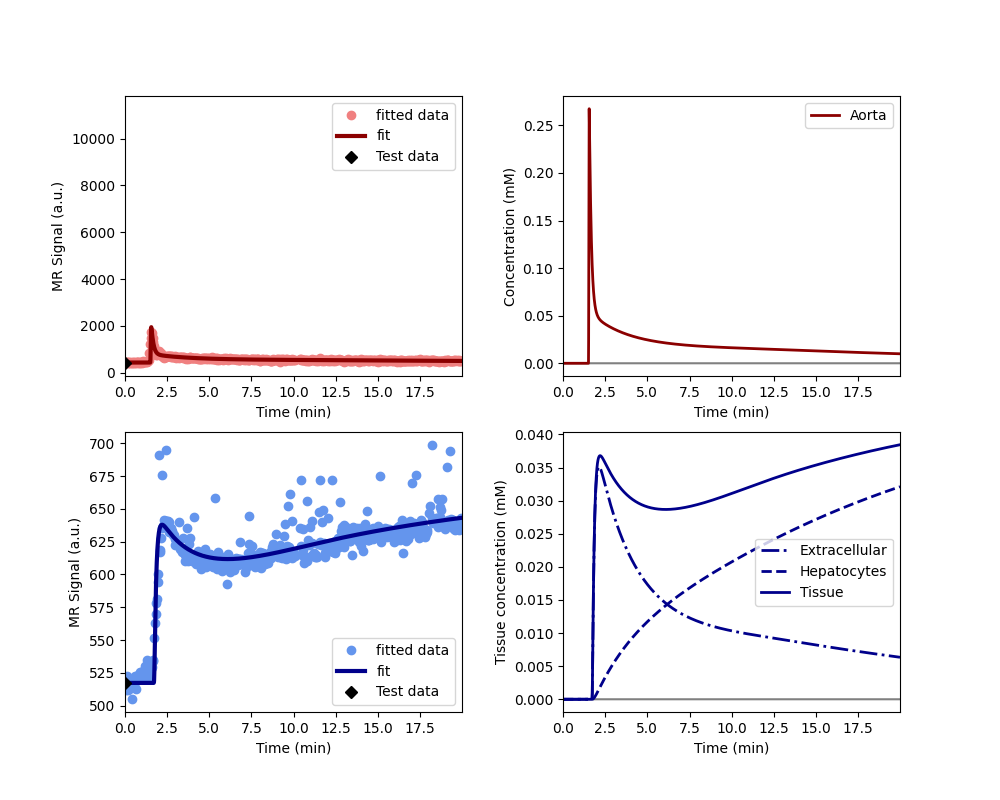 10000
8000
6000
4000
2000
0
MR Signal (a.u.)
fitted data
fit
Test data
0.0 2.5 5.0 7.5 10.0 12.5 15.0 17.5
Time (min)
0.25
0.20
0.15
0.10
0.05
0.00
Concentration (mM)
Aorta
0.0 2.5 5.0 7.5 10.0 12.5 15.0 17.5
Time (min)
700
675
650
625
600
575
550
525
500
MR Signal (a.u.)
fitted data
fit
Test data
0.0 2.5 5.0 7.5 10.0 12.5 15.0 17.5
Time (min)
0.040
0.035
0.030
0.025
0.020
0.015
0.010
0.005
0.000
Tissue concentration (mM)
Extracellular
Hepatocytes
Tissue
0.0 2.5 5.0 7.5 10.0 12.5 15.0 17.5
Time (min)